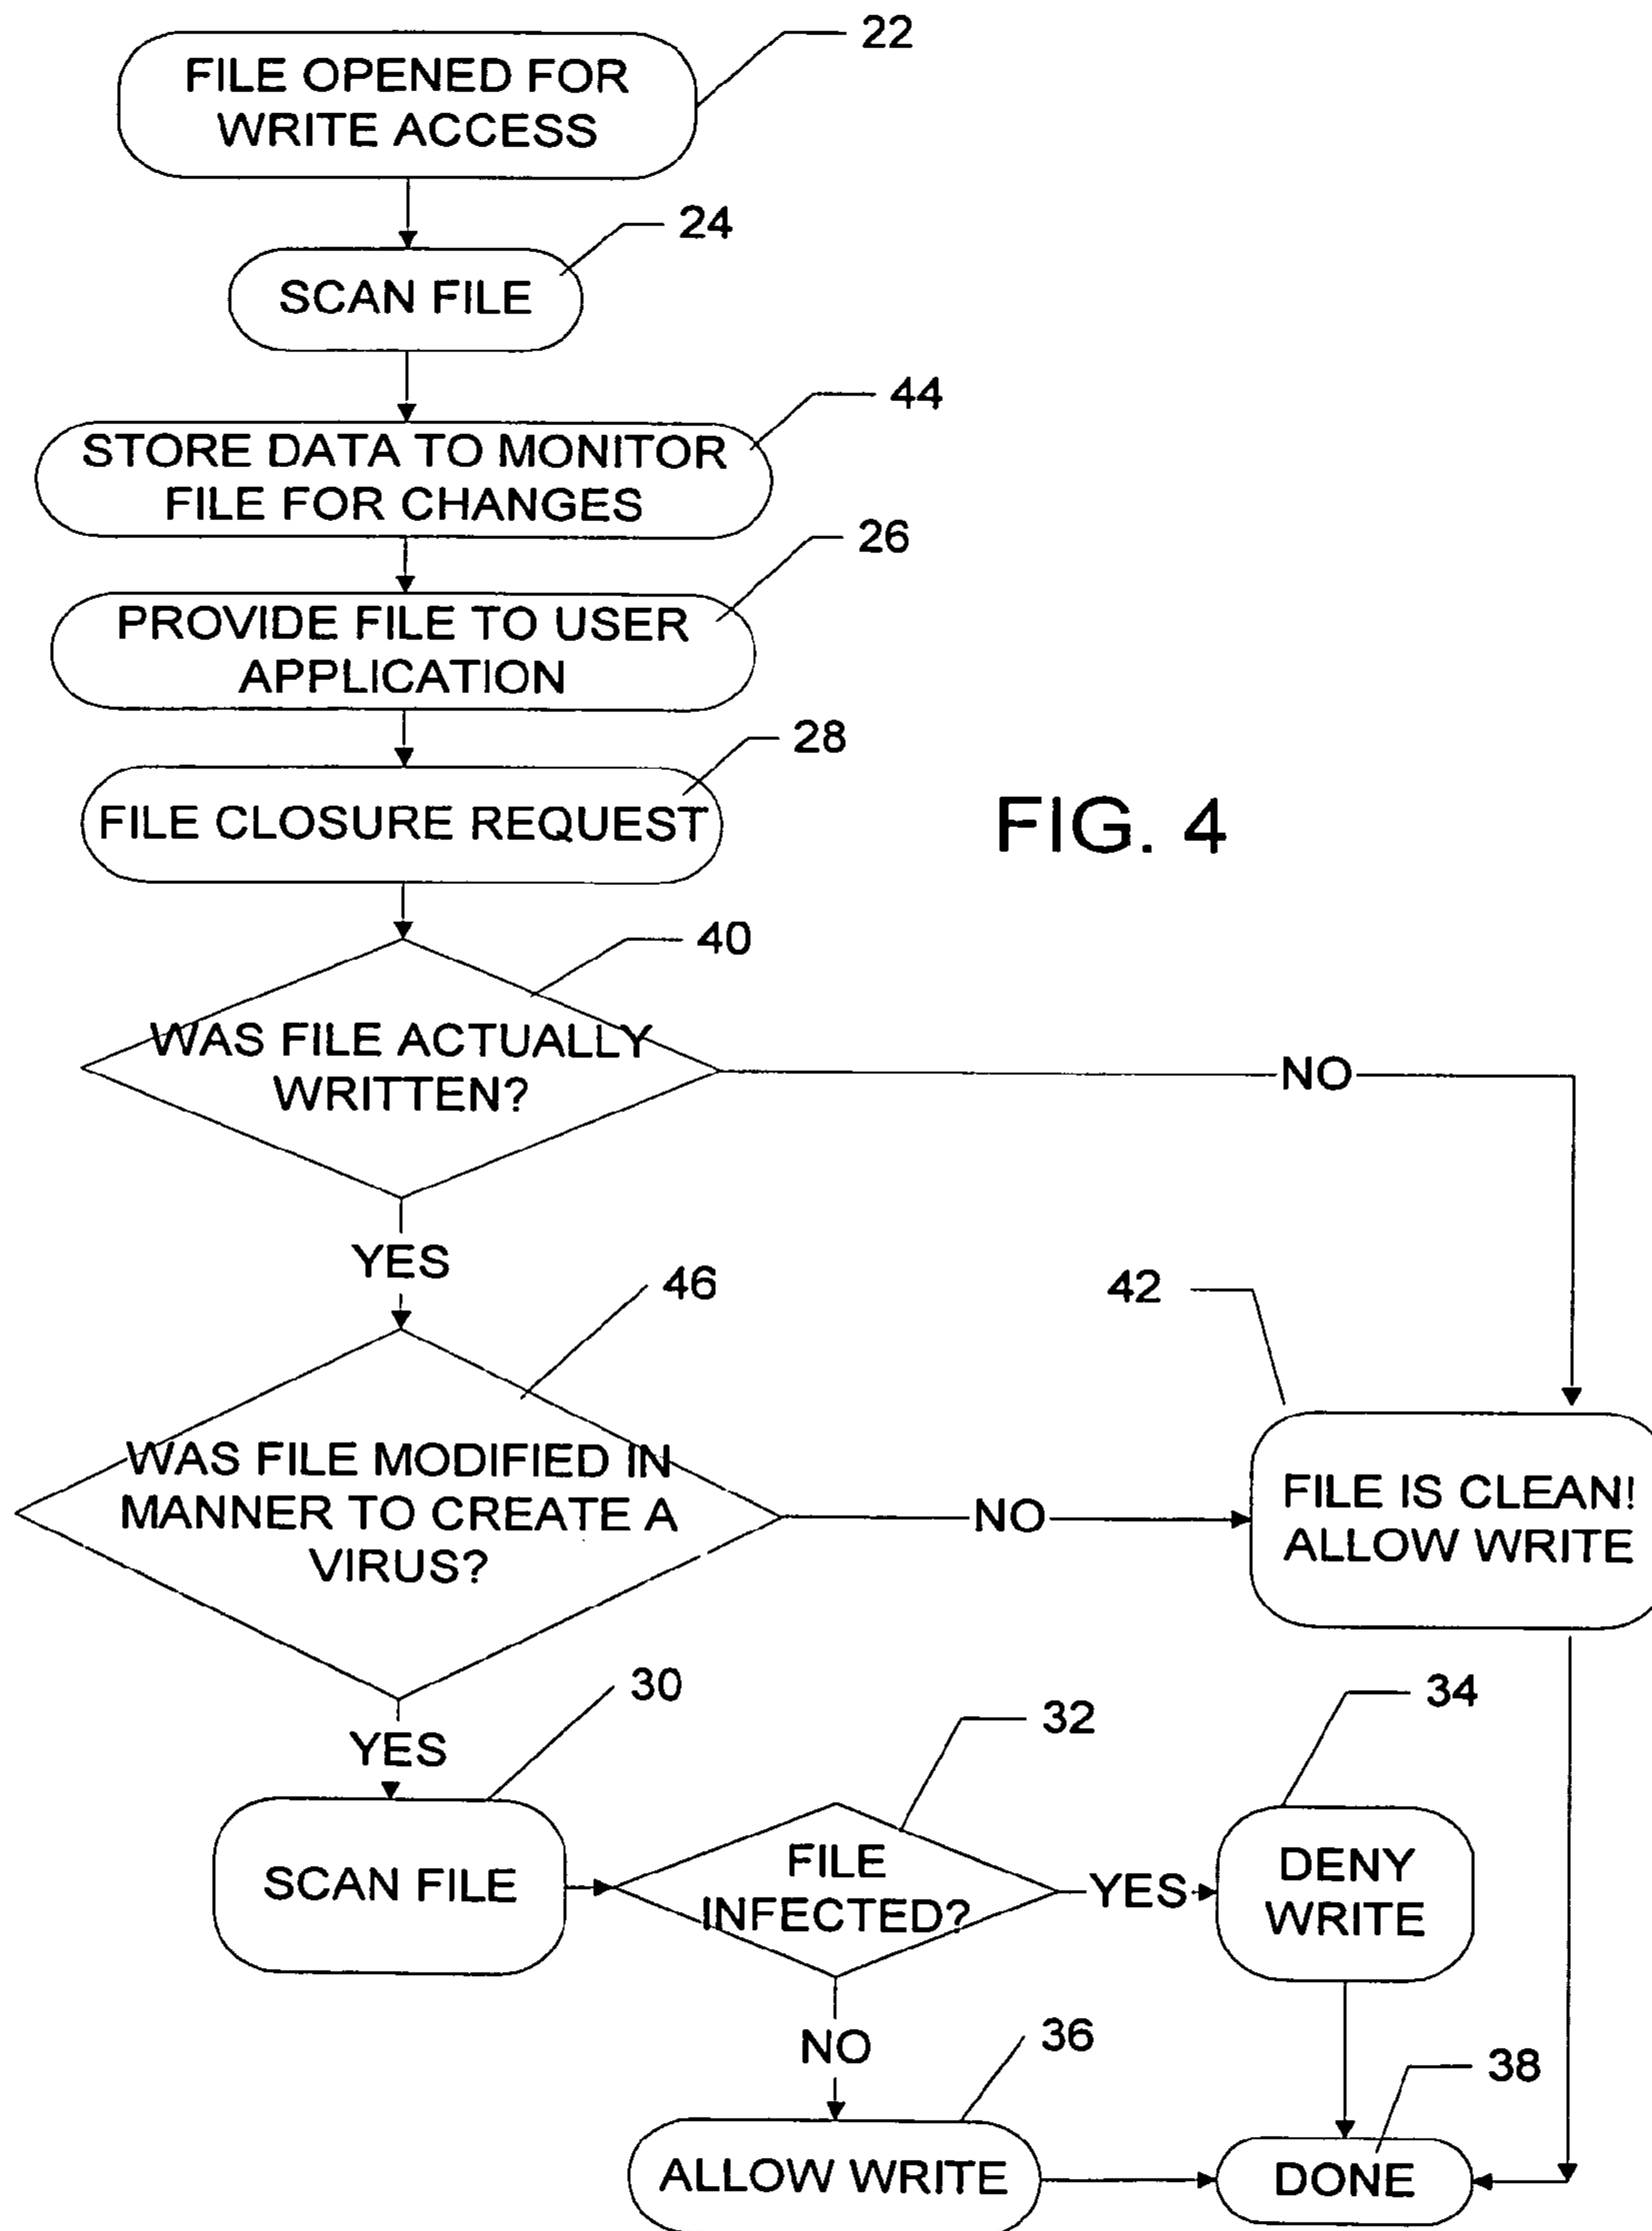 22
FILE OPENED FOR
WRITE ACCESS
24
SCAN FILE
44
STORE DATA TO MONITOR
FILE FOR CHANGES
26
PROVIDE FILE TO USER
APPLICATION
28
FILE CLOSURE REQUEST
FIG. 4
40
WAS FILE ACTUALLY
WRITTEN?
NO
YES
46
42
WAS FILE MODIFIED IN
MANNER TO CREATE A
VIRUS?
NO
FILE IS CLEAN!
ALLOW WRITE
YES
30
32
34
SCAN FILE
FILE
INFECTED?
YES
DENY
WRITE
NO
36
38
ALLOW WRITE
DONE